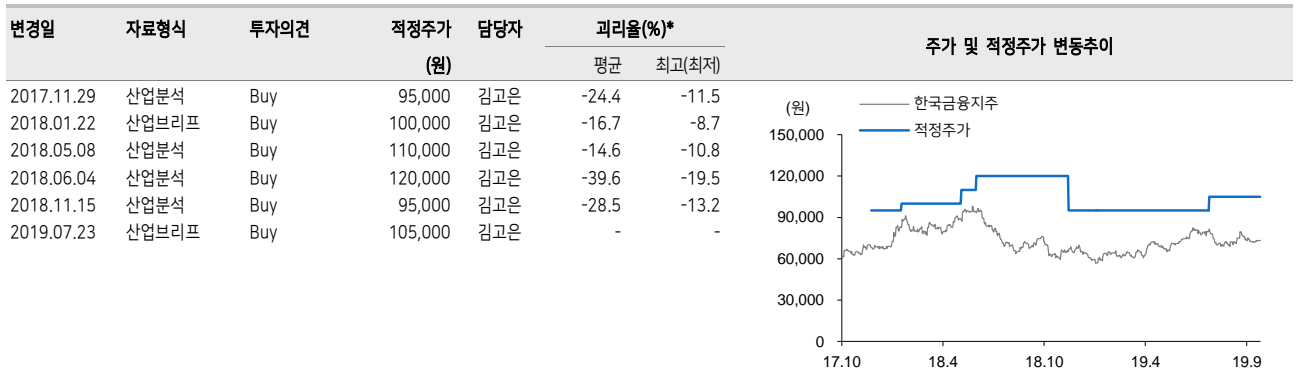 변경일 자료형식 투자의견 적정주가 담당자 괴리율(%)* 주가 및 적정주가 변동추이
(원) 평균 최고(최저)
2017.11.29 산업분석 Buy 95,000 김고은 -24.4 -11.5
2018.01.22 산업브리프 Buy 100,000 김고은 -16.7 -8.7
2018.05.08 산업분석 Buy 110,000 김고은 -14.6 -10.8
2018.06.04 산업분석 Buy 120,000 김고은 -39.6 -19.5
2018.11.15 산업분석 Buy 95,000 김고은 -28.5 -13.2
2019.07.23 산업브리프 Buy 105,000 김고은 - -
(원)
한국금융지주
적정주가
150,000
120,000
90,000
60,000
30,000
0
17.10 18.4 18.10 19.4 19.9